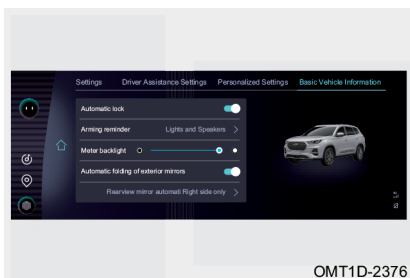 Settings Driver Assistance Settings Personalized Settings Basic Vehicle Information
Automatic lock
Arming reminder Lights and Speakers >
Meter backlight
Automatic folding of exterior mirrors
Rearview mirror automati Right side only >
OMT1D-2376